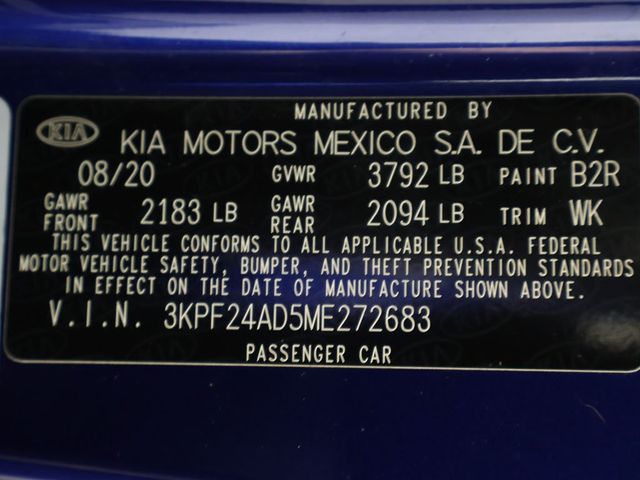 MANUFACTURED BY
KIA KIA MOTORS MEXICO S.A. DE C.V.
08/20 GVWR 3792 LB PAINT B2R
GAWR FRONT 2183 LB GAWR REAR 2094 LB TRIM WK
THIS VEHICLE CONFORMS TO ALL APPLICABLE U.S.A. FEDERAL
MOTOR VEHICLE SAFETY, BUMPER, AND THEFT PREVENTION STANDARDS
IN EFFECT ON THE DATE OF MANUFACTURE SHOWN ABOVE.
V.I.N. 3KPF24AD5ME272683
PASSENGER CAR